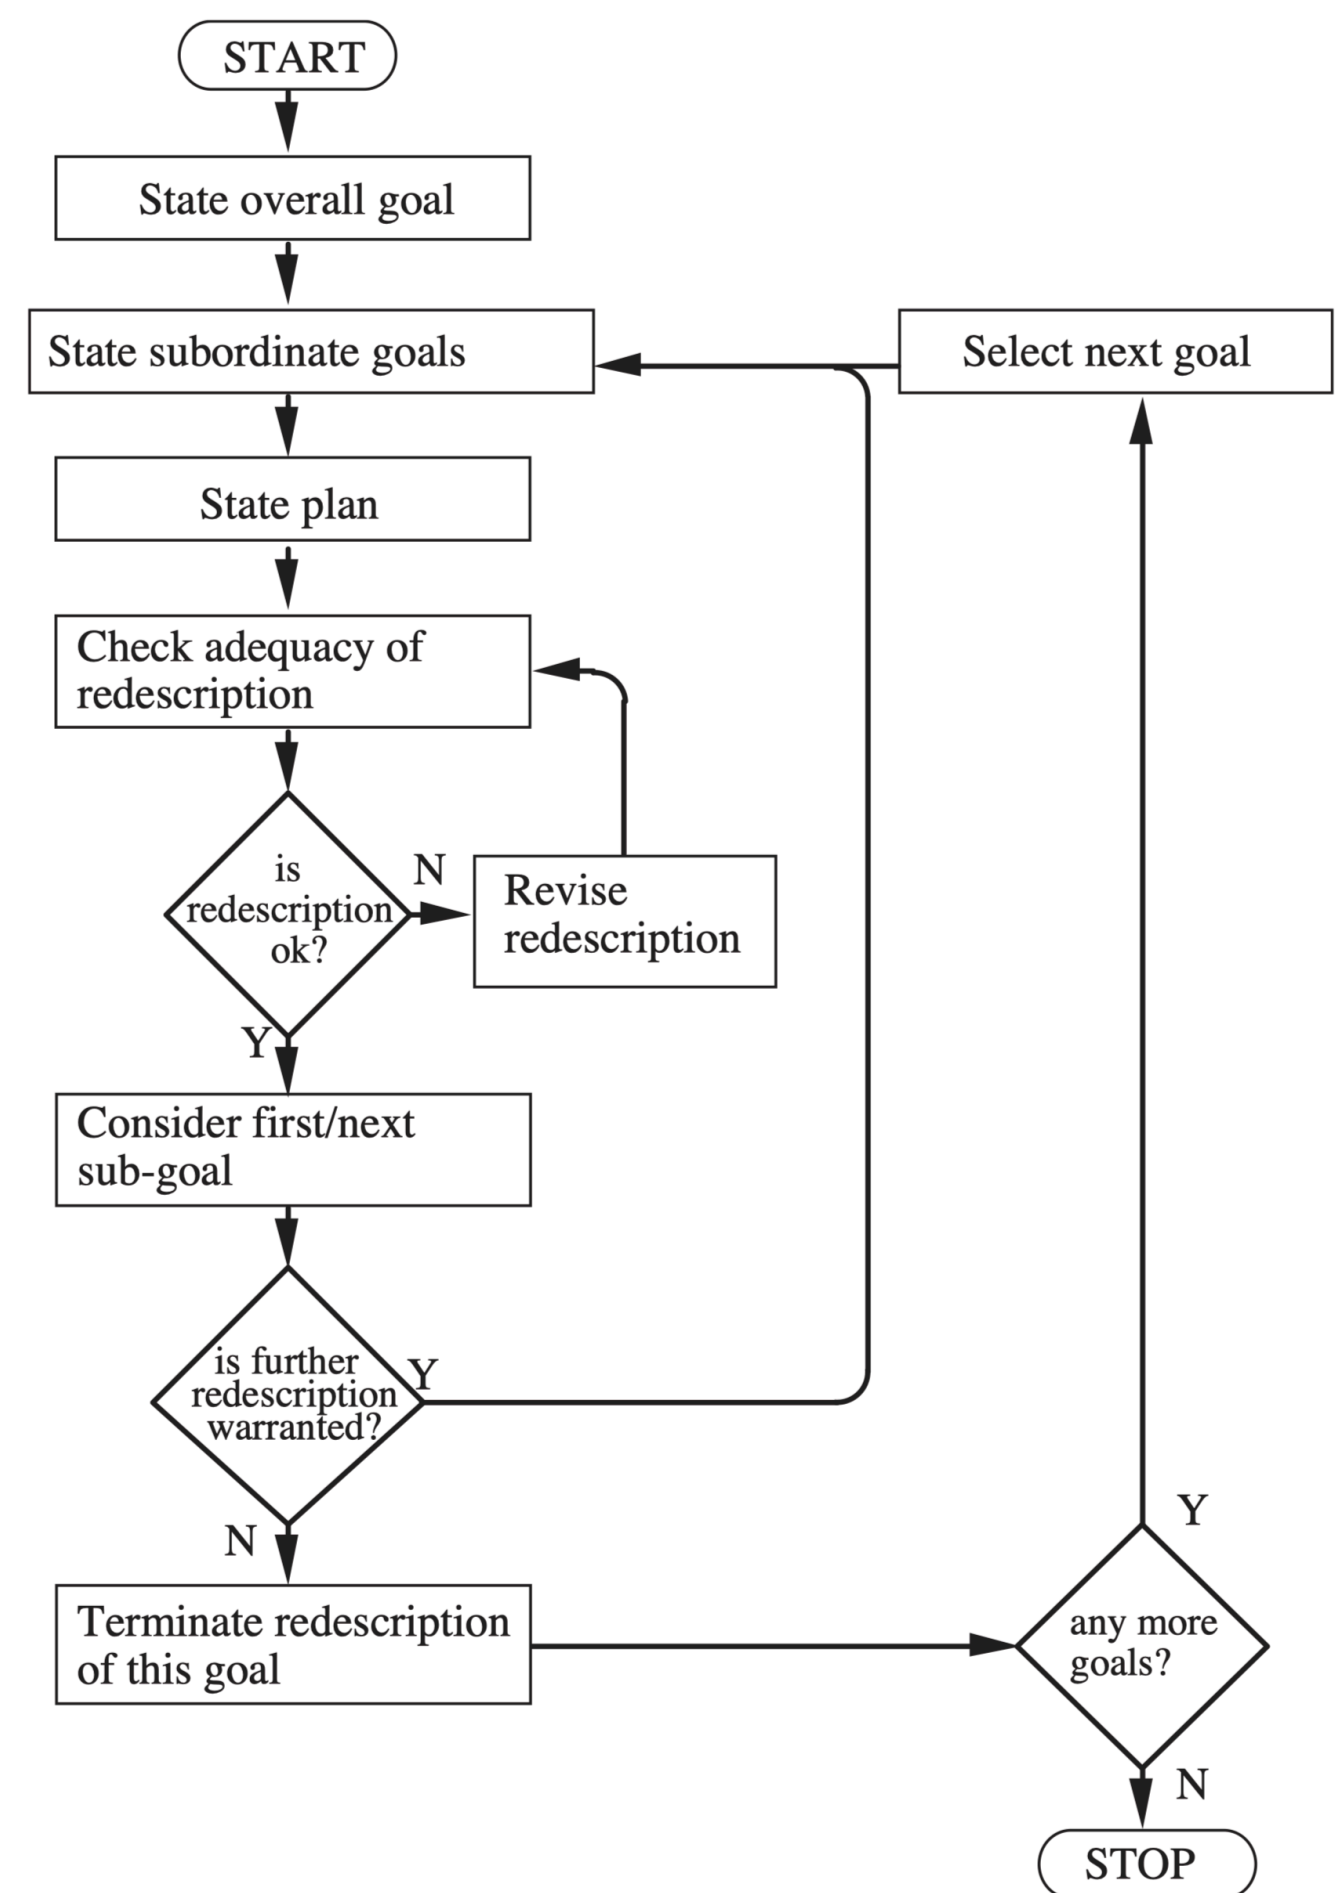 START
State overall goal
State subordinate goals
Select next goal
State plan
Check adequacy of
redescription
is
redescription
ok?
N
Revise
redescription
Y
Consider first/next
sub-goal
is further
redescription
warranted?
Y
N
Terminate redescription
of this goal
any more
goals?
Y
N
STOP